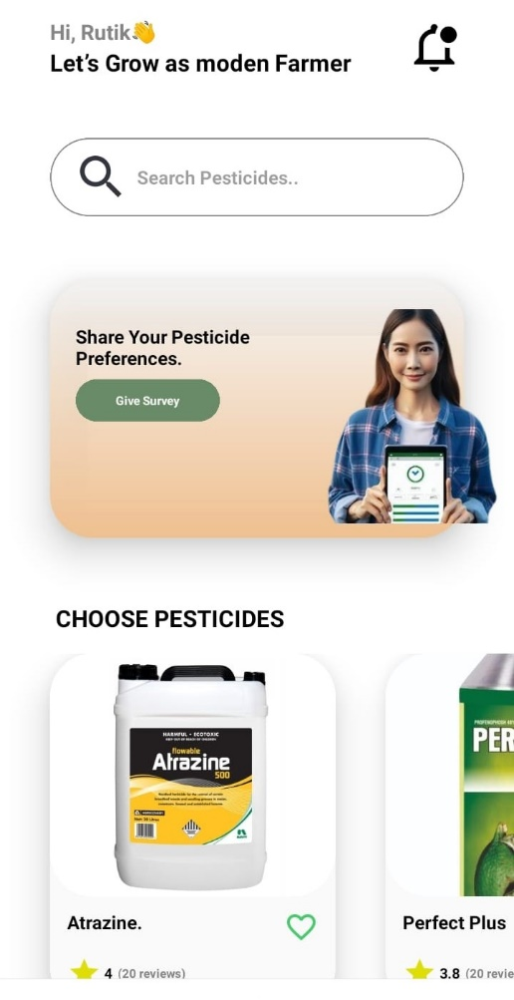 Hi, Rutik👋
Let's Grow as moden Farmer
Search Pesticides..
Share Your Pesticide
Preferences.
Give Survey
CHOOSE PESTICIDES
HARMFUL • ECOTOXIC
flowable
Atrazine
500
PER
Atrazine.
Perfect Plus
4 (20 reviews)
3.8 (20 revie